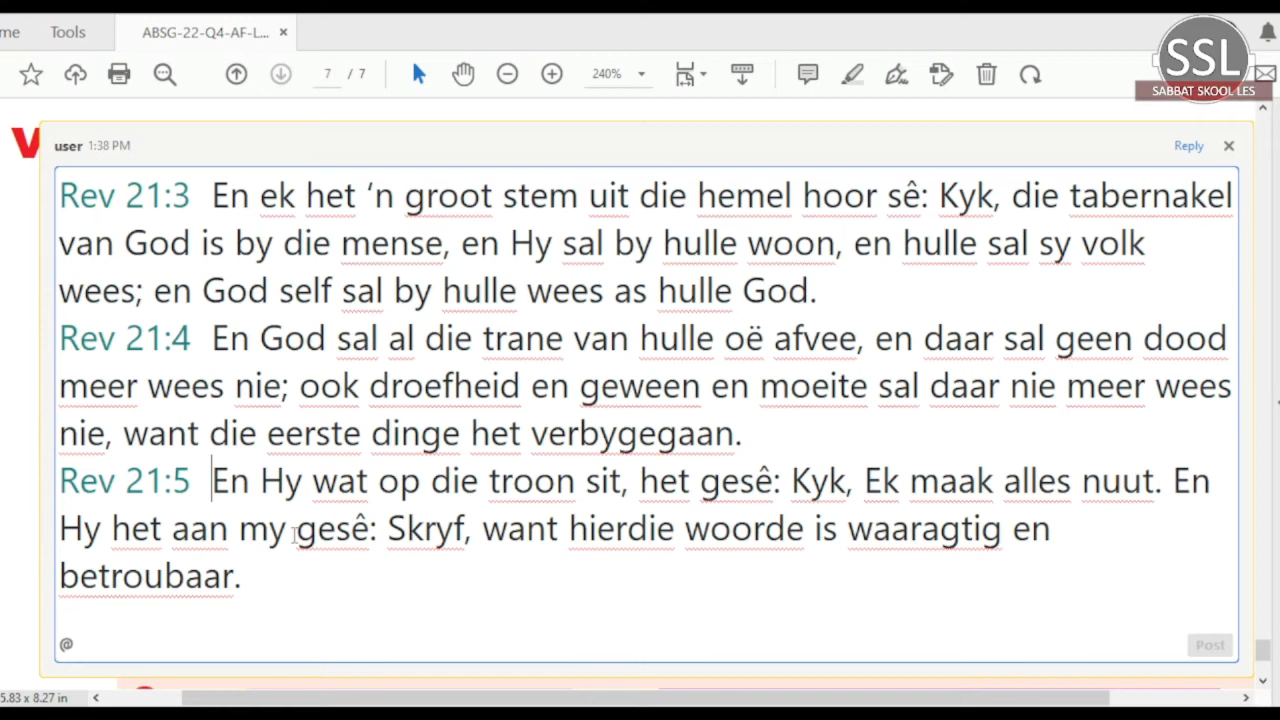 me Tools ABSG-22-Q4-AF-L... ×
7 / 7 240%
SSL
SABBAT SKOOL LES
user 1:38 PM Reply
Rev 21:3 En ek het ‘n groot stem uit die hemel hoor sê: Kyk, die tabernakel
van God is by die mense, en Hy sal by hulle woon, en hulle sal sy volk
wees; en God self sal by hulle wees as hulle God.
Rev 21:4 En God sal al die trane van hulle oë afvee, en daar sal geen dood
meer wees nie; ook droefheid en geween en moeite sal daar nie meer wees
nie, want die eerste dinge het verbygegaan.
Rev 21:5 En Hy wat op die troon sit, het gesê: Kyk, Ek maak alles nuut. En
Hy het aan my gesê: Skryf, want hierdie woorde is waaragtig en
betroubaar.
@ Post
5.83 x 8.27 in